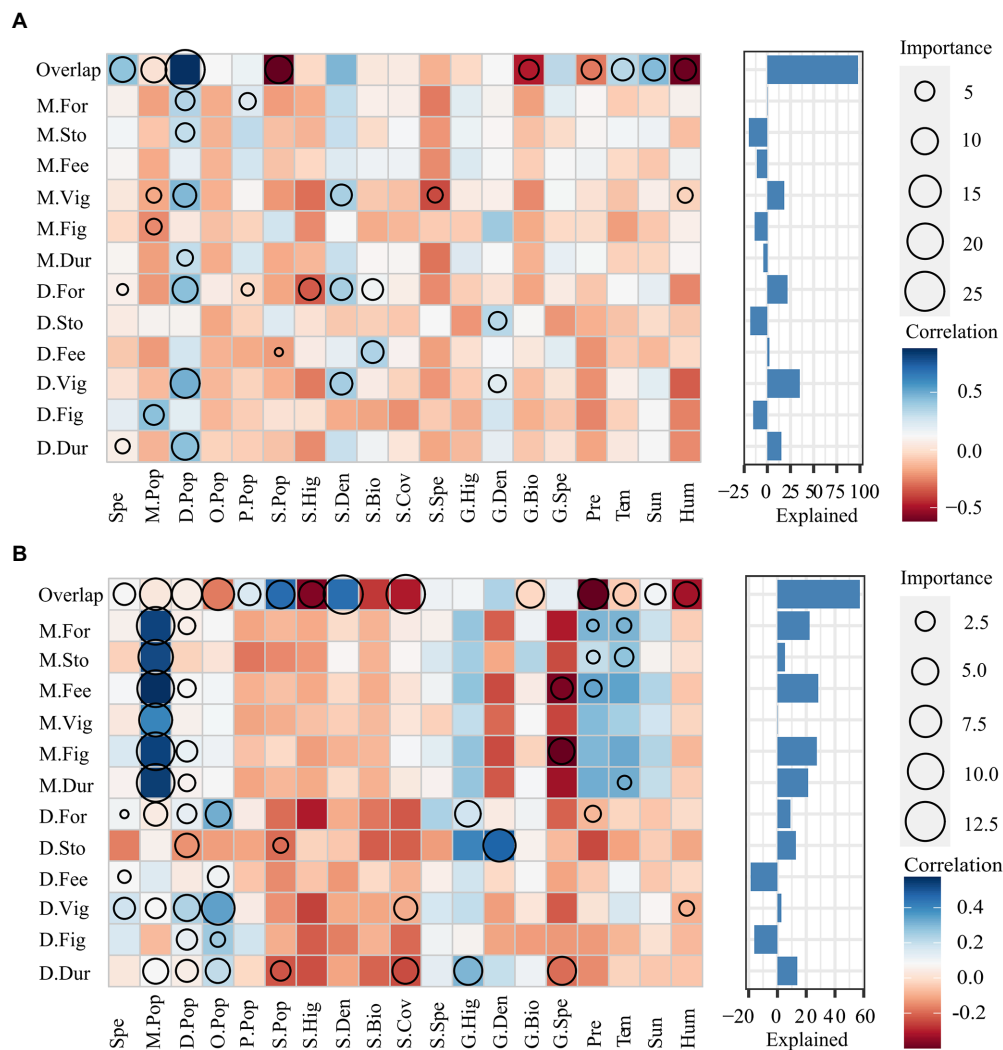 A
Overlap
M.For
M.Sto
M.Fee
M.Vig
M.Fig
M.Dur
D.For
D.Sto
D.Fee
D.Vig
D.Fig
D.Dur
Spe M.Pop D.Pop O.Pop P.Pop S.Pop S.Hig S.Den S.Bio S.Cov S.Spe G.Hig G.Den G.Bio G.Spe Pre Tem Sun Hum
−25 0 25 50 75 100
Explained
Importance
5
10
15
20
25
Correlation
0.5
0.0
−0.5
B
Overlap
M.For
M.Sto
M.Fee
M.Vig
M.Fig
M.Dur
D.For
D.Sto
D.Fee
D.Vig
D.Fig
D.Dur
Spe M.Pop D.Pop O.Pop P.Pop S.Pop S.Hig S.Den S.Bio S.Cov S.Spe G.Hig G.Den G.Bio G.Spe Pre Tem Sun Hum
−20 0 20 40 60
Explained
Importance
2.5
5.0
7.5
10.0
12.5
Correlation
0.4
0.2
0.0
−0.2